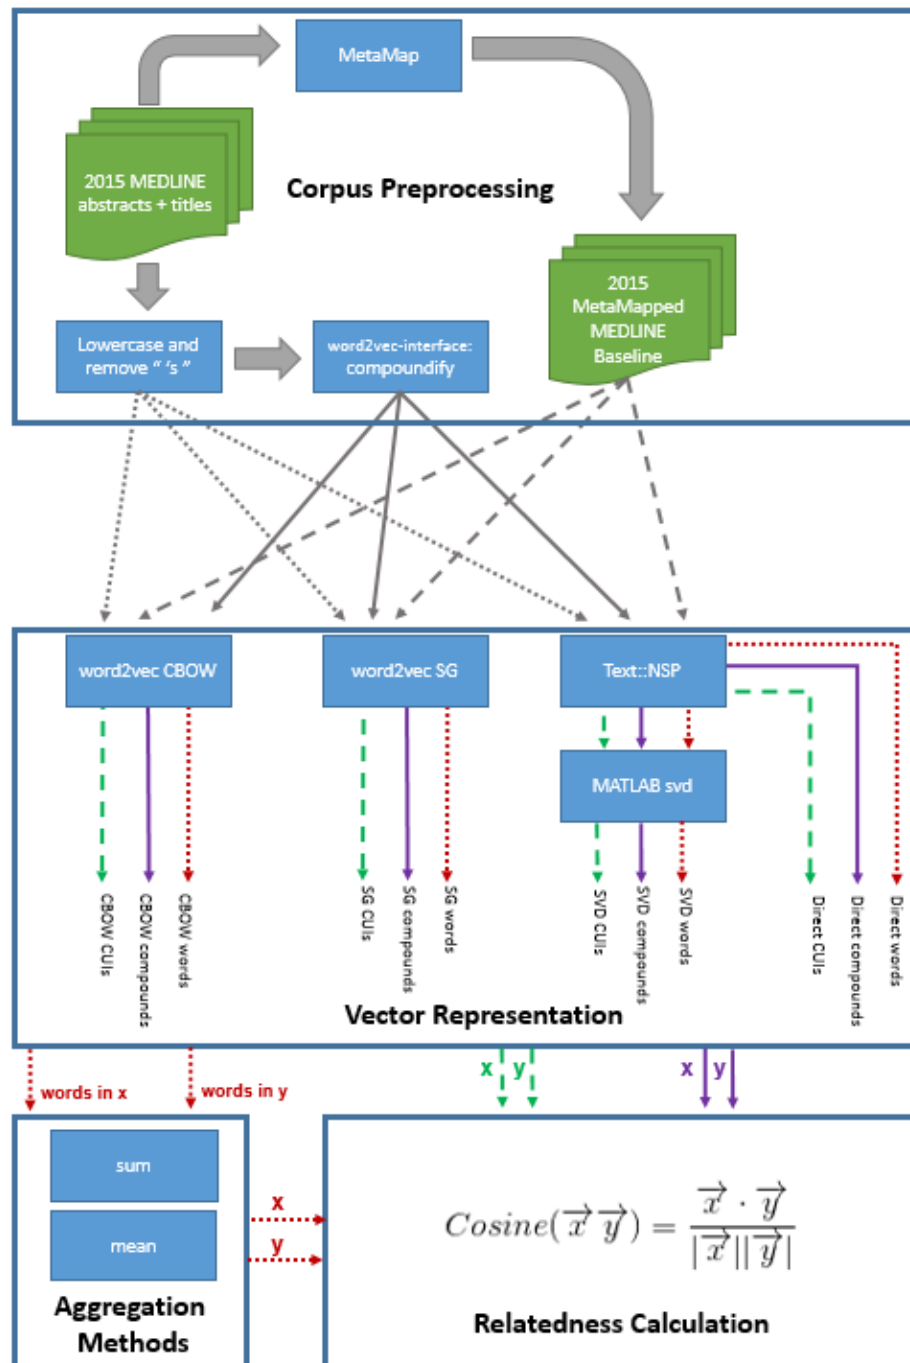 MetaMap
2015 MEDLINE
abstracts + titles
Corpus Preprocessing
2015
MetaMapped
MEDLINE
Baseline
Lowercase and
remove " 's "
word2vec-interface:
compoundify
word2vec CBOW
word2vec SG
Text::NSP
MATLAB svd
CBOW CUIs
CBOW compounds
CBOW words
SG CUIs
SG compounds
SG words
SVD CUIs
SVD compounds
SVD words
Direct CUIs
Direct compounds
Direct words
Vector Representation
words in x
words in y
x
y
x
y
sum
mean
Aggregation
Methods
x
y
Cosine(x⃗ y⃗) = x⃗ · y⃗ / |x⃗||y⃗|
Relatedness Calculation